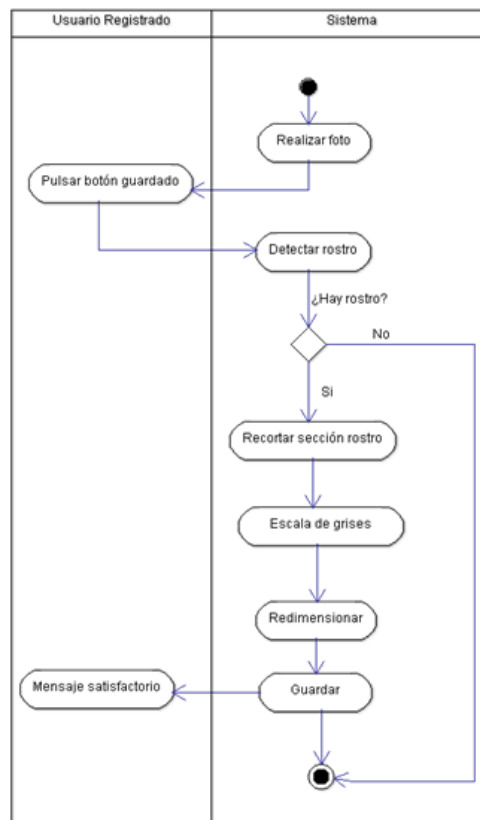 Usuario Registrado
Sistema
Realizar foto
Pulsar botón guardado
Detectar rostro
¿Hay rostro?
No
Si
Recortar sección rostro
Escala de grises
Redimensionar
Mensaje satisfactorio
Guardar